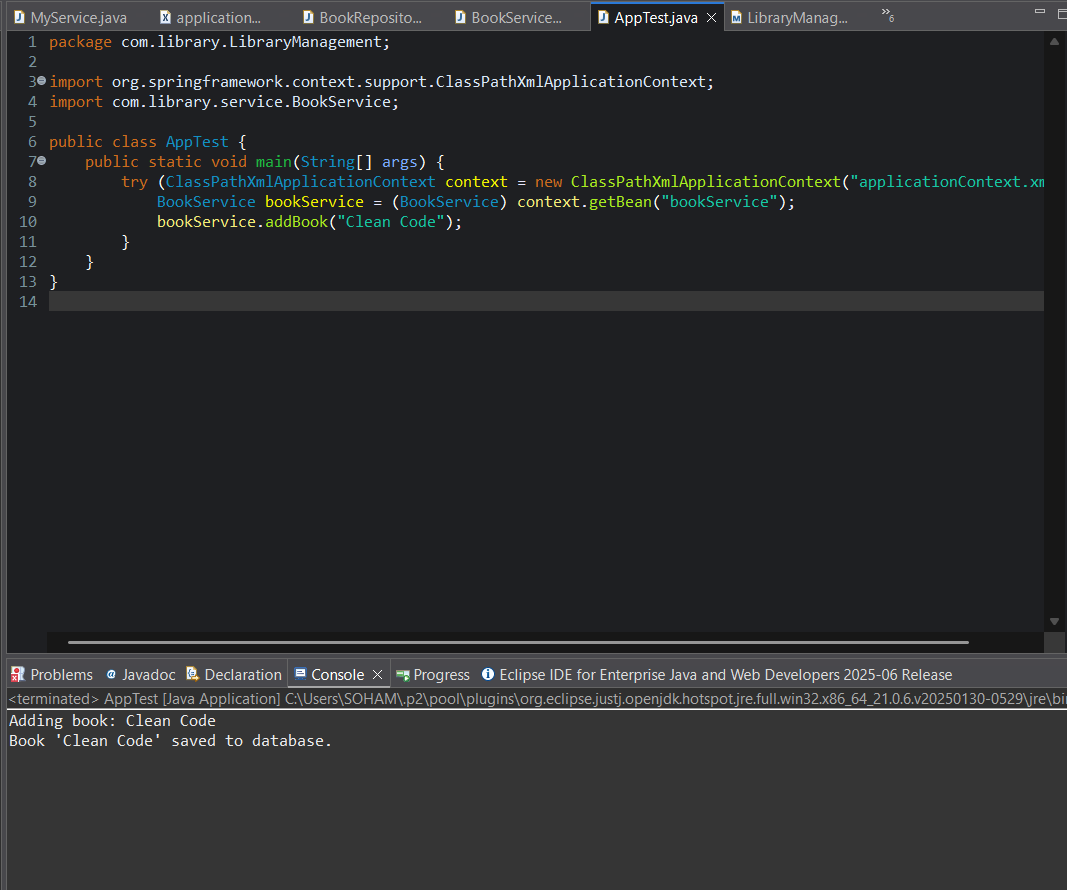 MyService.java application... BookReposito... BookService... AppTest.java LibraryManag... »6
1 package com.library.LibraryManagement;
2
3 import org.springframework.context.support.ClassPathXmlApplicationContext;
4 import com.library.service.BookService;
5
6 public class AppTest {
7     public static void main(String[] args) {
8         try (ClassPathXmlApplicationContext context = new ClassPathXmlApplicationContext("applicationContext.xm
9             BookService bookService = (BookService) context.getBean("bookService");
10             bookService.addBook("Clean Code");
11         }
12     }
13 }
14
Problems @ Javadoc Declaration Console Progress Eclipse IDE for Enterprise Java and Web Developers 2025-06 Release
<terminated> AppTest [Java Application] C:\Users\SOHAM\.p2\pool\plugins\org.eclipse.justj.openjdk.hotspot.jre.full.win32.x86_64_21.0.6.v20250130-0529\jre\bin
Adding book: Clean Code
Book 'Clean Code' saved to database.